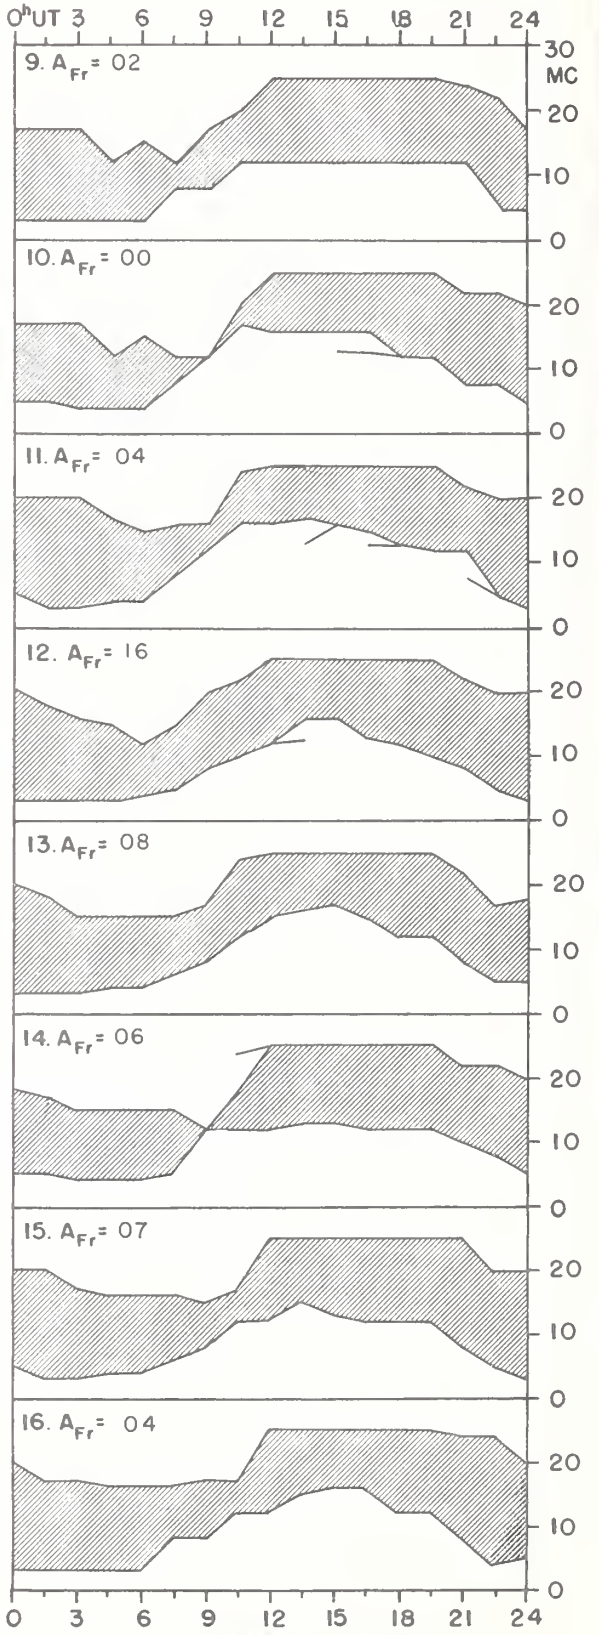 0ʰUT 3 6 9 12 15 18 21 24
30
9. A_Fr = 02
MC
20
10
0
10. A_Fr = 00
20
10
0
11. A_Fr = 04
20
10
0
12. A_Fr = 16
20
10
0
13. A_Fr = 08
20
10
0
14. A_Fr = 06
20
10
0
15. A_Fr = 07
20
10
0
16. A_Fr = 04
20
10
0
0 3 6 9 12 15 18 21 24